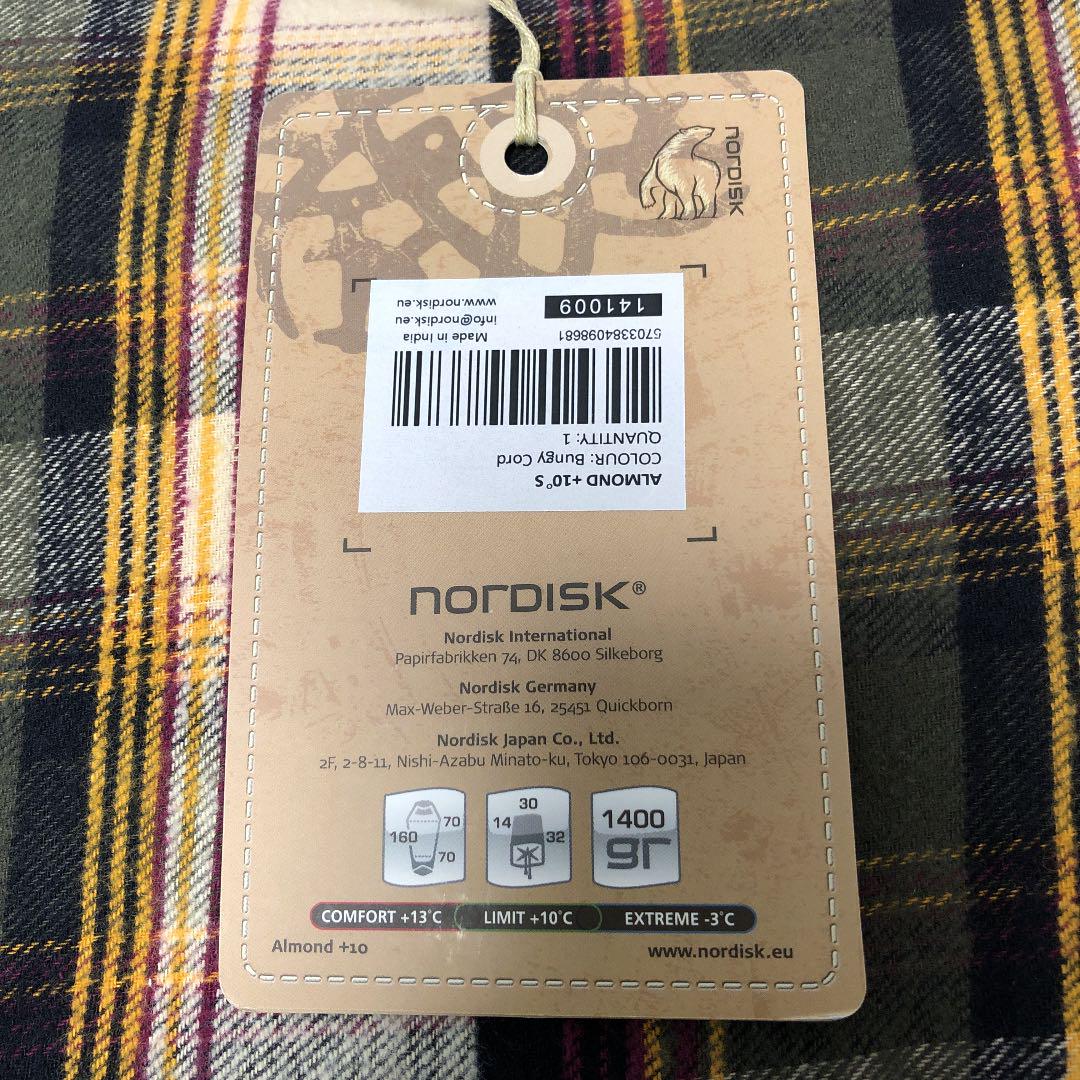 nordisk
ALMOND +10° S
COLOUR: Bungy Cord
QUANTITY: 1
5703384098681 Made in India
141009 info@nordisk.eu
www.nordisk.eu
nordisk®
Nordisk International
Papirfabrikken 74, DK 8600 Silkeborg
Nordisk Germany
Max-Weber-Straße 16, 25451 Quickborn
Nordisk Japan Co., Ltd.
2F, 2-8-11, Nishi-Azabu Minato-ku, Tokyo 106-0031, Japan
160 70 70
30 14 32
1400 gr
COMFORT +13°C LIMIT +10°C EXTREME -3°C
Almond +10 www.nordisk.eu